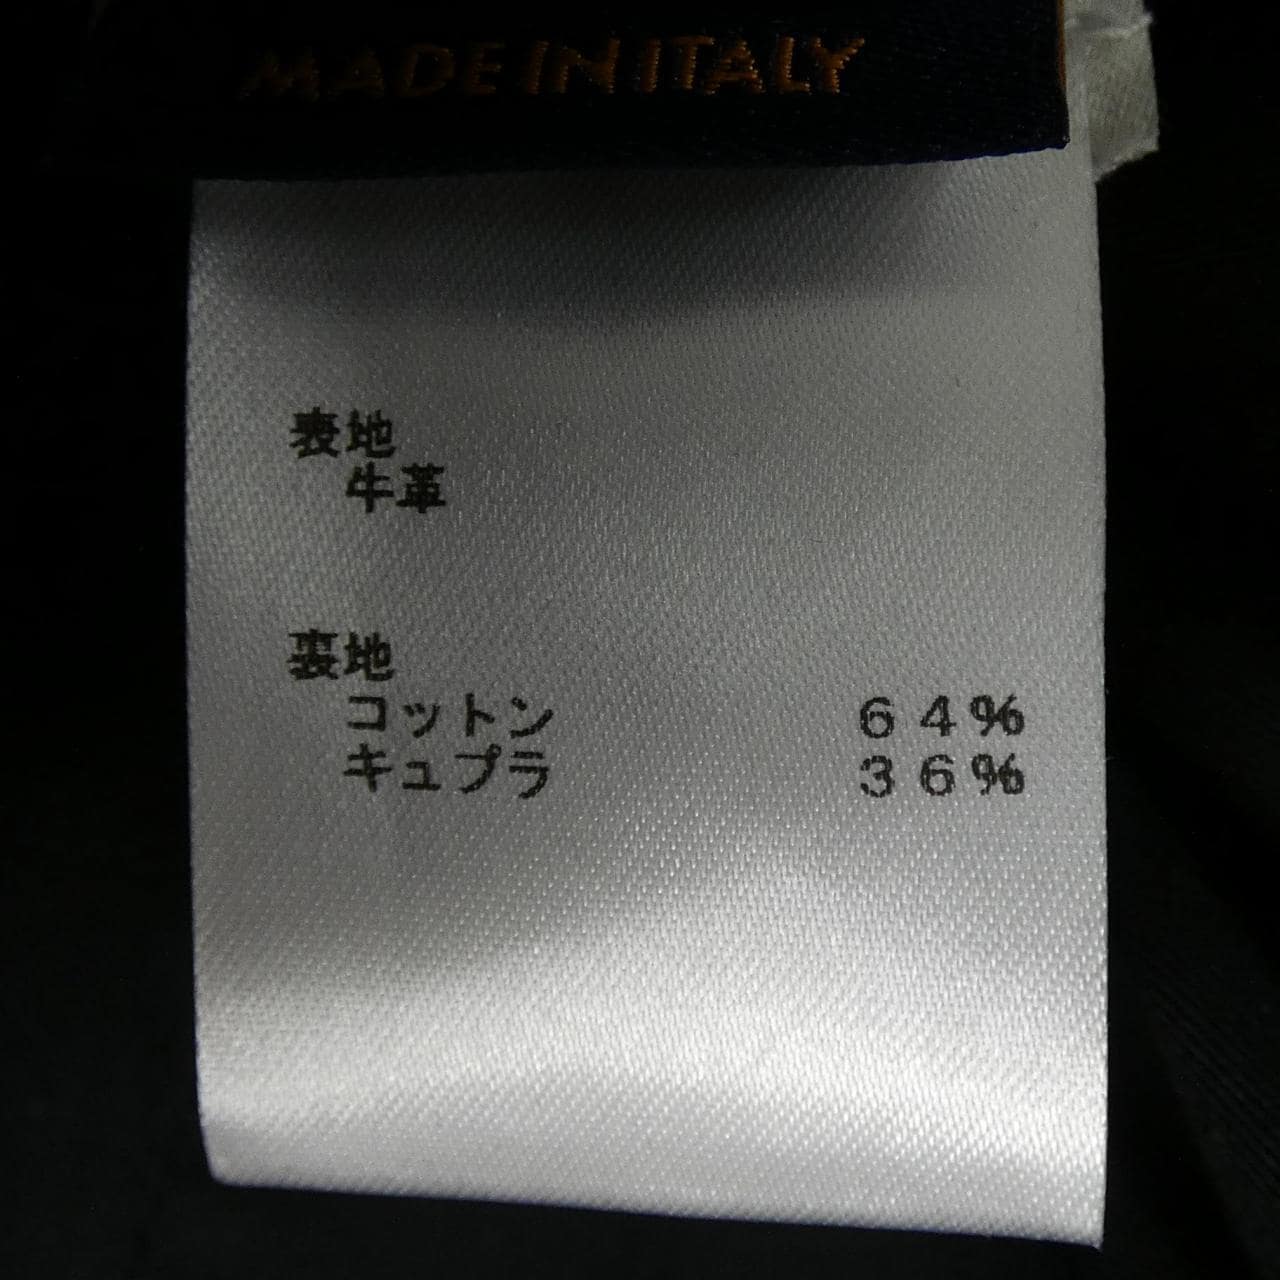 MADE IN ITALY
表地
牛革
裏地
コットン 64%
キュプラ 36%